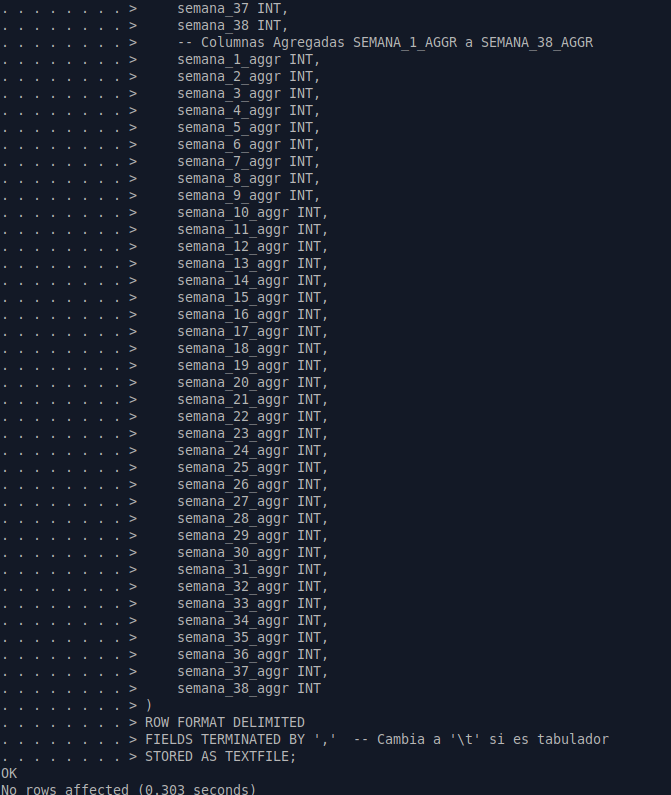 . . . . . . . . >     semana_37 INT,
. . . . . . . . >     semana_38 INT,
. . . . . . . . >     -- Columnas Agregadas SEMANA_1_AGGR a SEMANA_38_AGGR
. . . . . . . . >     semana_1_aggr INT,
. . . . . . . . >     semana_2_aggr INT,
. . . . . . . . >     semana_3_aggr INT,
. . . . . . . . >     semana_4_aggr INT,
. . . . . . . . >     semana_5_aggr INT,
. . . . . . . . >     semana_6_aggr INT,
. . . . . . . . >     semana_7_aggr INT,
. . . . . . . . >     semana_8_aggr INT,
. . . . . . . . >     semana_9_aggr INT,
. . . . . . . . >     semana_10_aggr INT,
. . . . . . . . >     semana_11_aggr INT,
. . . . . . . . >     semana_12_aggr INT,
. . . . . . . . >     semana_13_aggr INT,
. . . . . . . . >     semana_14_aggr INT,
. . . . . . . . >     semana_15_aggr INT,
. . . . . . . . >     semana_16_aggr INT,
. . . . . . . . >     semana_17_aggr INT,
. . . . . . . . >     semana_18_aggr INT,
. . . . . . . . >     semana_19_aggr INT,
. . . . . . . . >     semana_20_aggr INT,
. . . . . . . . >     semana_21_aggr INT,
. . . . . . . . >     semana_22_aggr INT,
. . . . . . . . >     semana_23_aggr INT,
. . . . . . . . >     semana_24_aggr INT,
. . . . . . . . >     semana_25_aggr INT,
. . . . . . . . >     semana_26_aggr INT,
. . . . . . . . >     semana_27_aggr INT,
. . . . . . . . >     semana_28_aggr INT,
. . . . . . . . >     semana_29_aggr INT,
. . . . . . . . >     semana_30_aggr INT,
. . . . . . . . >     semana_31_aggr INT,
. . . . . . . . >     semana_32_aggr INT,
. . . . . . . . >     semana_33_aggr INT,
. . . . . . . . >     semana_34_aggr INT,
. . . . . . . . >     semana_35_aggr INT,
. . . . . . . . >     semana_36_aggr INT,
. . . . . . . . >     semana_37_aggr INT,
. . . . . . . . >     semana_38_aggr INT
. . . . . . . . > )
. . . . . . . . > ROW FORMAT DELIMITED
. . . . . . . . > FIELDS TERMINATED BY ','  -- Cambia a '\t' si es tabulador
. . . . . . . . > STORED AS TEXTFILE;
OK
No rows affected (0,303 seconds)